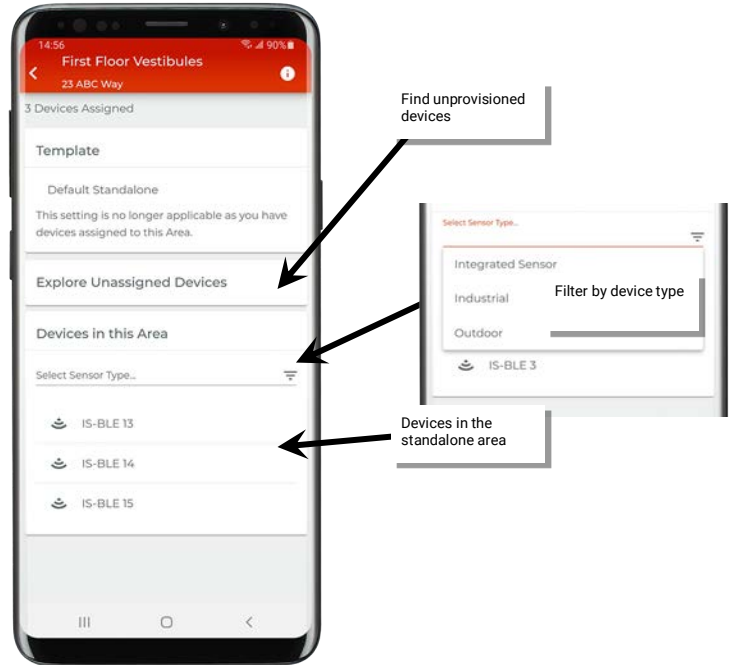 14:56
90%
First Floor Vestibules
23 ABC Way
3 Devices Assigned
Template
Default Standalone
This setting is no longer applicable as you have
devices assigned to this Area.
Explore Unassigned Devices
Devices in this Area
Select Sensor Type...
IS-BLE 13
IS-BLE 14
IS-BLE 15
Find unprovisioned
devices
Select Sensor Type...
Integrated Sensor
Industrial
Outdoor
IS-BLE 3
Filter by device type
Devices in the
standalone area